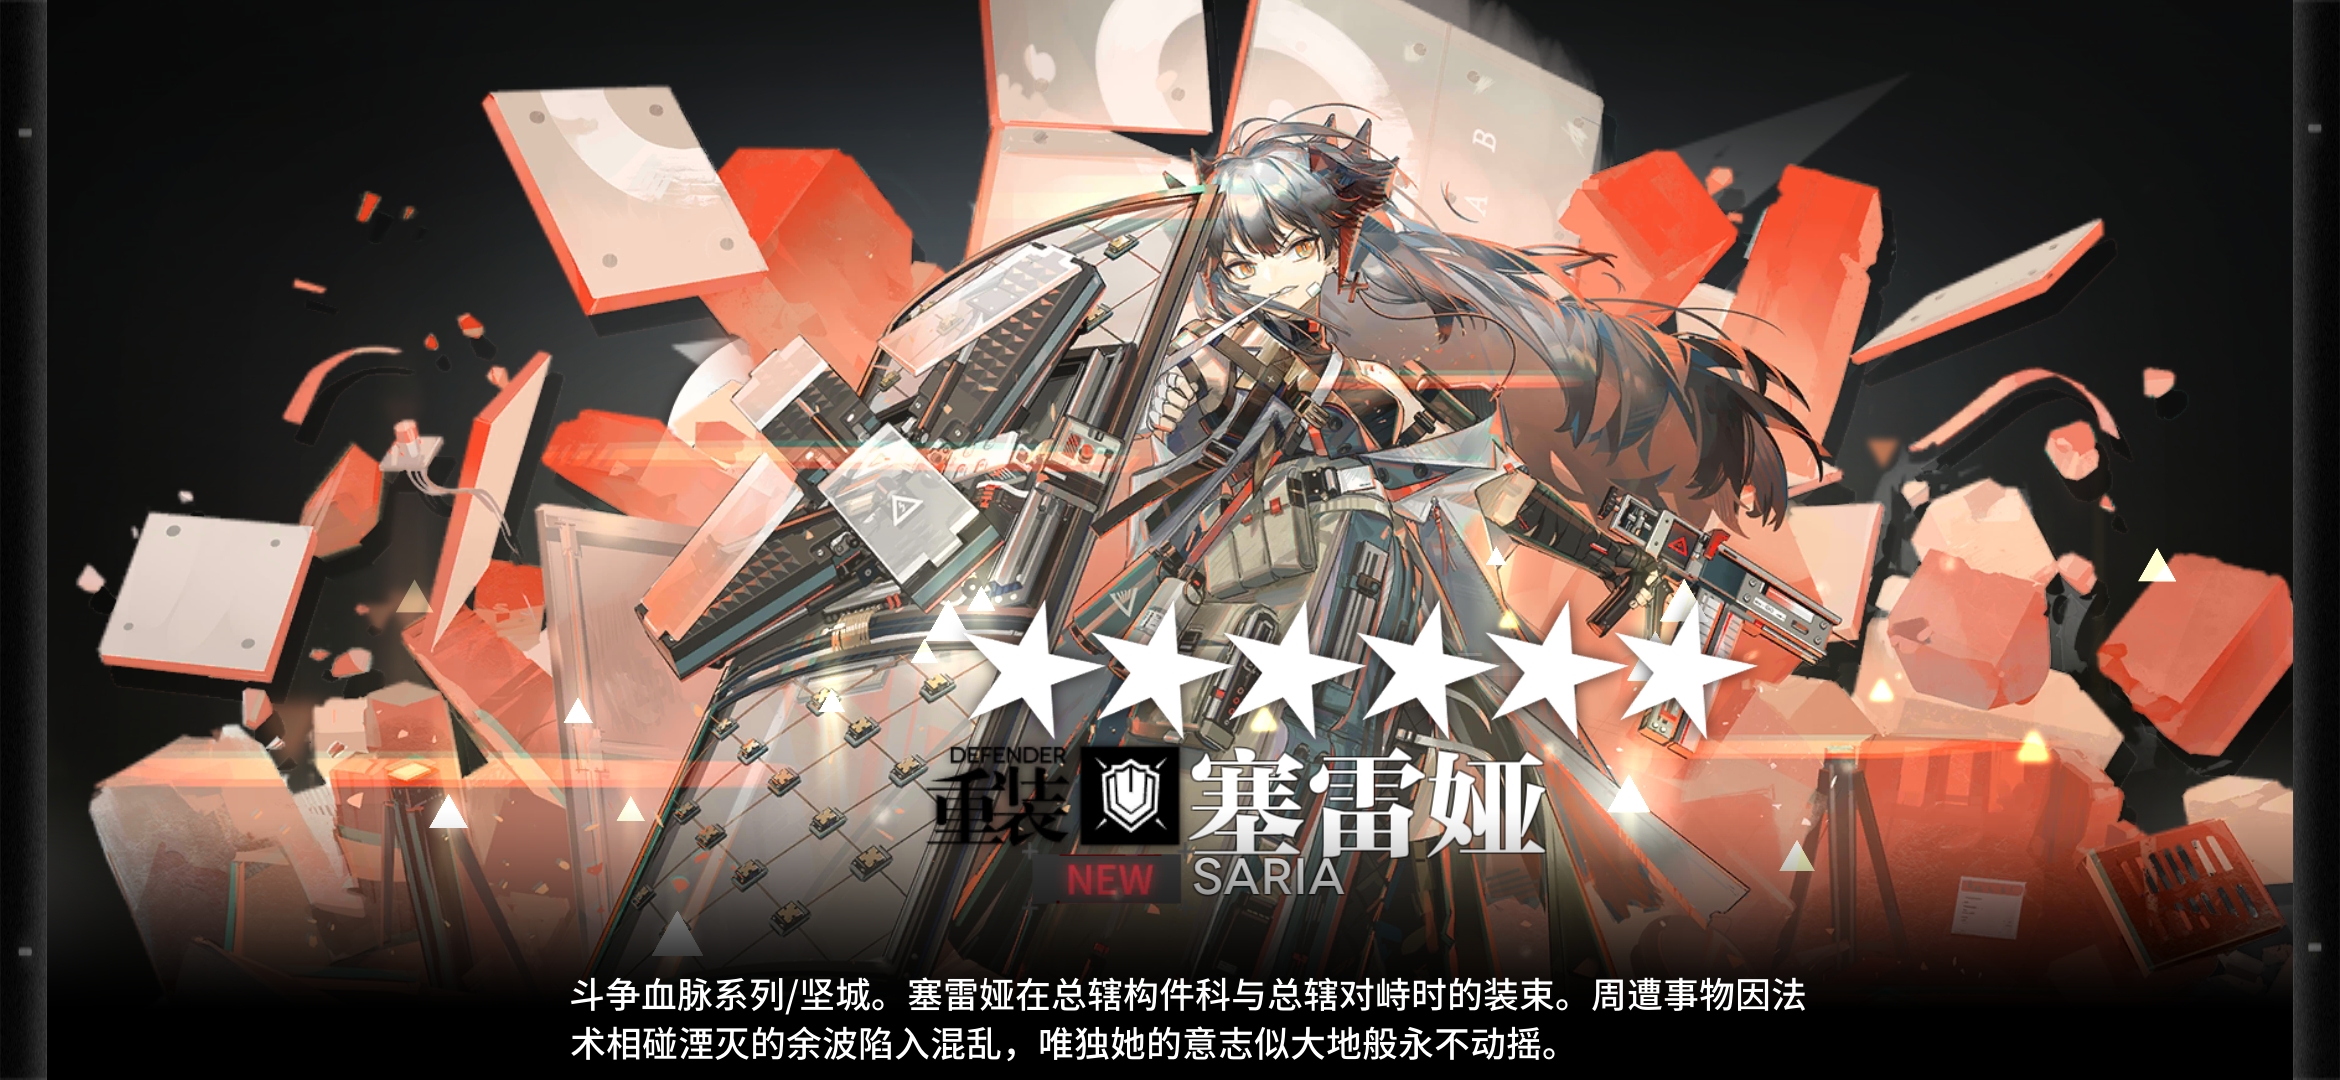 B
A
DEFENDER
重装
塞雷娅
NEW
SARIA
斗争血脉系列/坚城。塞雷娅在总辖构件科与总辖对峙时的装束。周遭事物因法
术相碰湮灭的余波陷入混乱，唯独她的意志似大地般永不动摇。